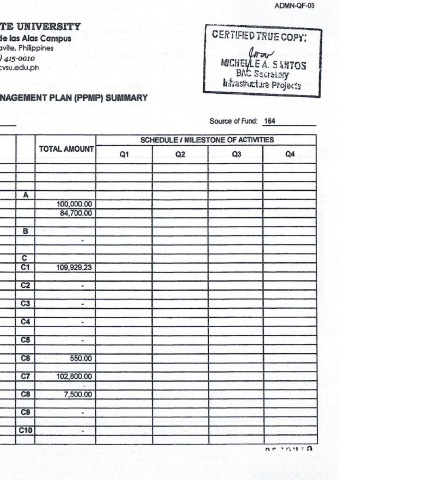 ADMN-QF-03
TE UNIVERSITY
de las Alas Campus
avite, Philippines
) 415-0010
cvsu.edu.ph
CERTIFIED TRUE COPY:
MICHELLE A. SANTOS
BAC Secretary
Infrastructure Projects
NAGEMENT PLAN (PPMP) SUMMARY
Source of Fund: 164
TOTAL AMOUNT
SCHEDULE / MILESTONE OF ACTIVITIES
Q1 Q2 Q3 Q4
A
100,000.00
84,700.00
B
-
C
C1 109,929.23
C2 -
C3 -
C4 -
C5 -
C6 550.00
C7 102,800.00
-
C8 7,500.00
C9 -
C10 -